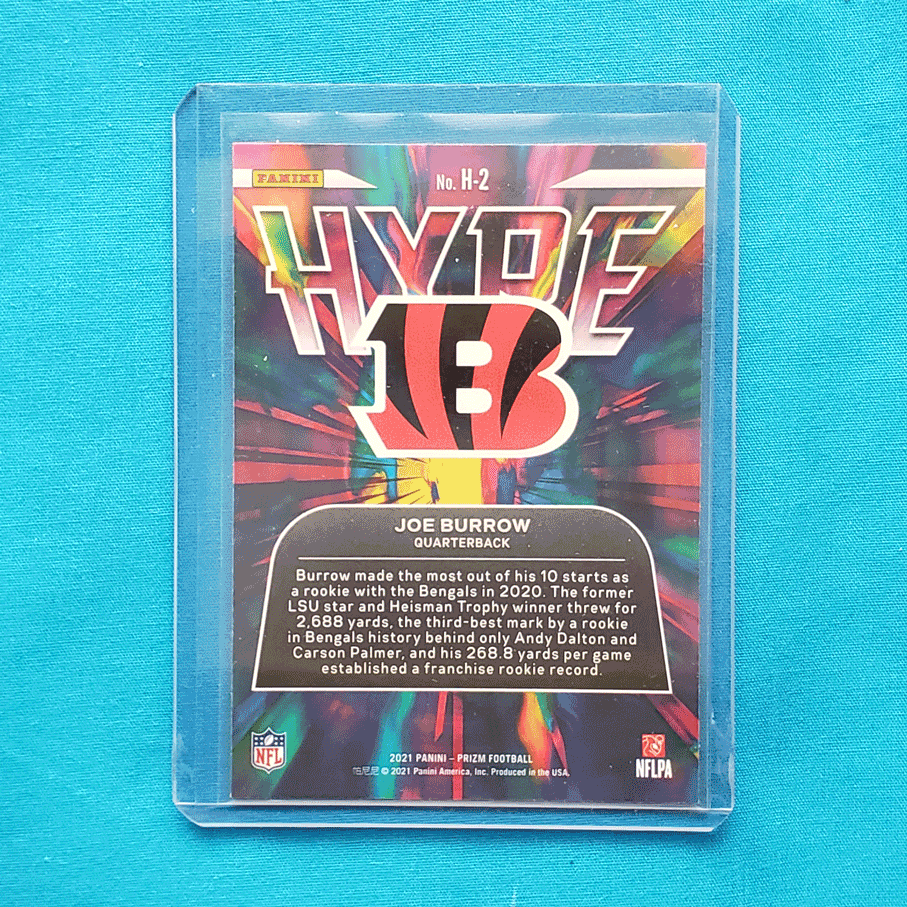 PANINI
No. H-2
HYPE
B
JOE BURROW
QUARTERBACK
Burrow made the most out of his 10 starts as
a rookie with the Bengals in 2020. The former
LSU star and Heisman Trophy winner threw for
2,688 yards, the third-best mark by a rookie
in Bengals history behind only Andy Dalton and
Carson Palmer, and his 268.8 yards per game
established a franchise rookie record.
NFL
2021 PANINI – PRIZM FOOTBALL
帕尼尼 © 2021 Panini America, Inc. Produced in the USA.
NFLPA